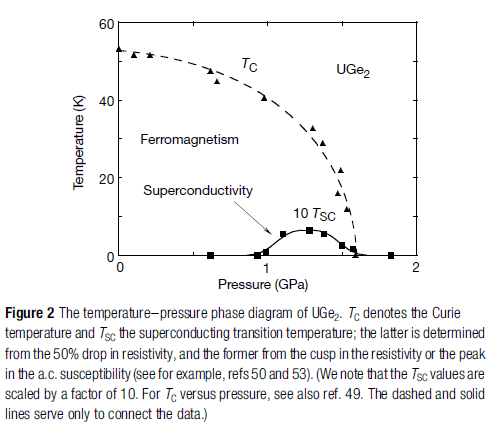 60
40
20
0
Temperature (K)
T_C
UGe₂
Ferromagnetism
Superconductivity
10 T_SC
0
1
2
Pressure (GPa)
Figure 2 The temperature–pressure phase diagram of UGe₂. T_C denotes the Curie
temperature and T_SC the superconducting transition temperature; the latter is determined
from the 50% drop in resistivity, and the former from the cusp in the resistivity or the peak
in the a.c. susceptibility (see for example, refs 50 and 53). (We note that the T_SC values are
scaled by a factor of 10. For T_C versus pressure, see also ref. 49. The dashed and solid
lines serve only to connect the data.)